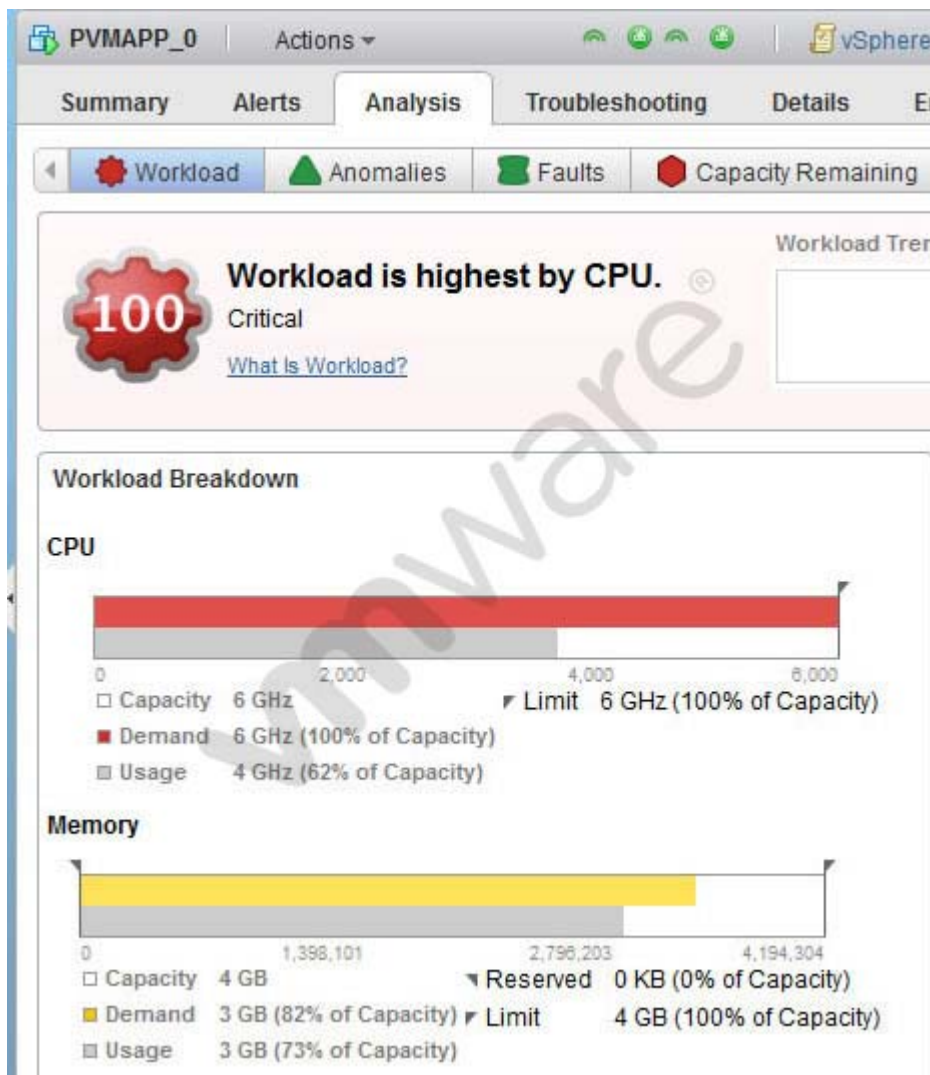 PVMAPP_0 Actions vSphere
Summary Alerts Analysis Troubleshooting Details
Workload Anomalies Faults Capacity Remaining
Workload is highest by CPU.
Workload
100
Critical
What Is Workload?
vmware
Workload Breakdown
CPU
0 2,000 4,000 6,000
Capacity 6 GHz Limit 6 GHz (100% of Capacity)
Demand 6 GHz (100% of Capacity)
Usage 4 GHz (62% of Capacity)
Memory
0 1,398,101 2,796,203 4,194,304
Capacity 4 GB Reserved 0 KB (0% of Capacity)
Demand 3 GB (82% of Capacity) Limit 4 GB (100% of Capacity)
Usage 3 GB (73% of Capacity)